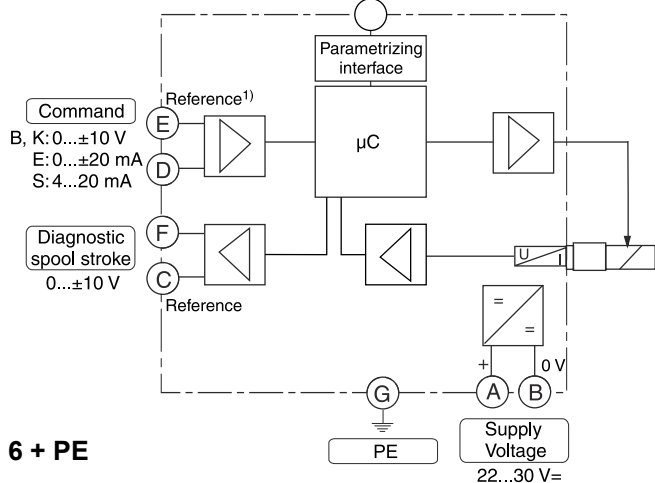 Parametrizing
interface
Reference1)
Command
B, K: 0...±10 V
E: 0...±20 mA
S: 4...20 mA
E
D
µC
F
C
Diagnostic
spool stroke
0...±10 V
Reference
U
I
=
=
+
0 V
G
A
B
6 + PE
PE
Supply
Voltage
22...30 V=